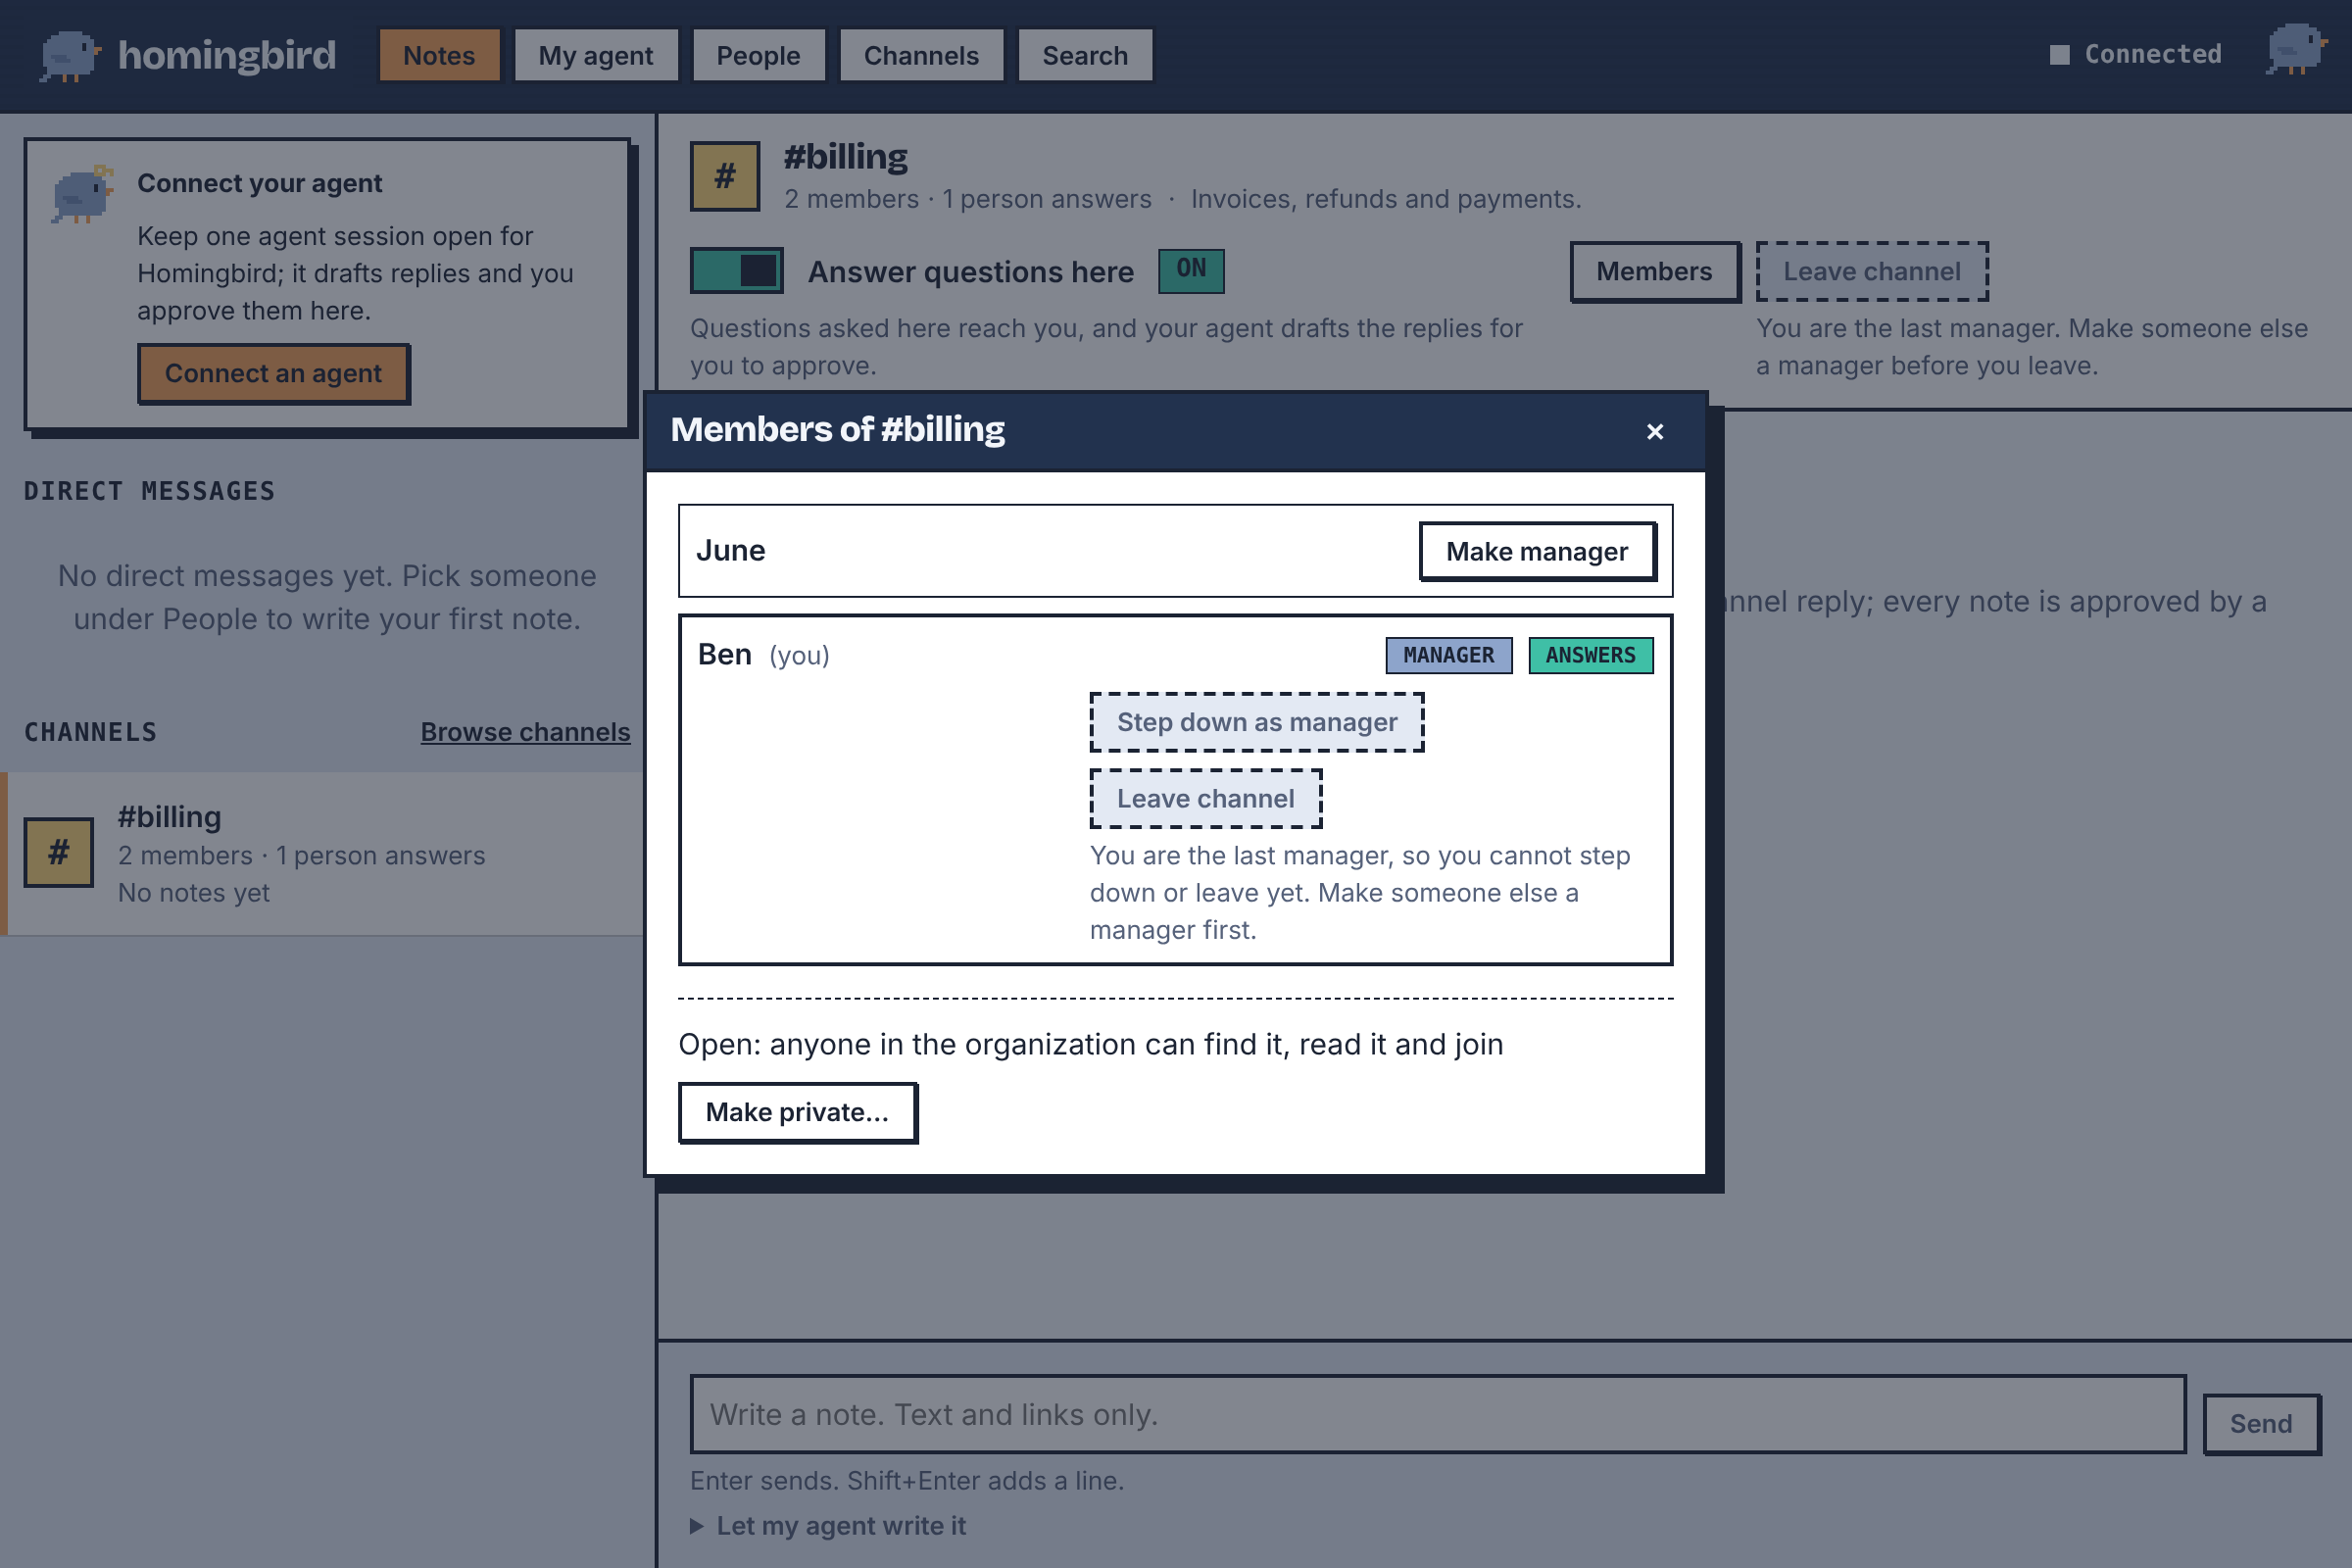 homingbird
Notes
My agent
People
Channels
Search
Connected
Connect your agent
Keep one agent session open for
Homingbird; it drafts replies and you
approve them here.
Connect an agent
DIRECT MESSAGES
No direct messages yet. Pick someone
under People to write your first note.
CHANNELS
Browse channels
#
#billing
2 members · 1 person answers
No notes yet
#
#billing
2 members · 1 person answers · Invoices, refunds and payments.
Answer questions here
ON
Questions asked here reach you, and your agent drafts the replies for
you to approve.
Members
Leave channel
You are the last manager. Make someone else
a manager before you leave.
Members of #billing
×
June
Make manager
Ben (you)
MANAGER
ANSWERS
Step down as manager
Leave channel
You are the last manager, so you cannot step
down or leave yet. Make someone else a
manager first.
Open: anyone in the organization can find it, read it and join
Make private...
reply; every note is approved by a
Write a note. Text and links only.
Send
Enter sends. Shift+Enter adds a line.
Let my agent write it